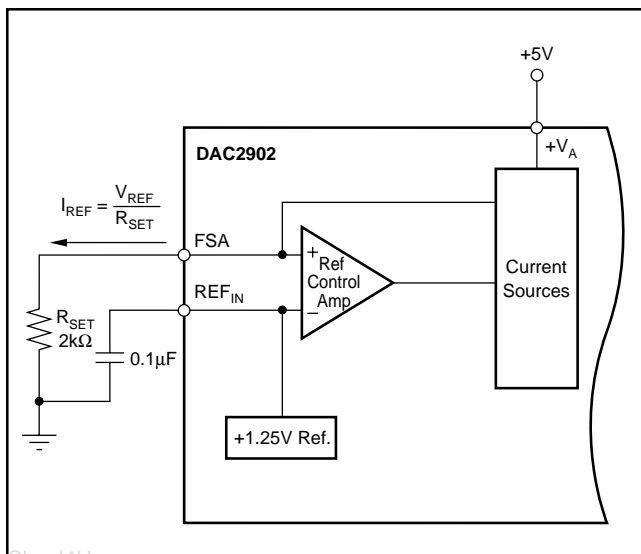 +5V
+V_A
DAC2902
I_REF = V_REF / R_SET
FSA
+
Ref
Control
Amp
Current
Sources
REF_IN
–
R_SET
2kΩ
0.1µF
+1.25V Ref.